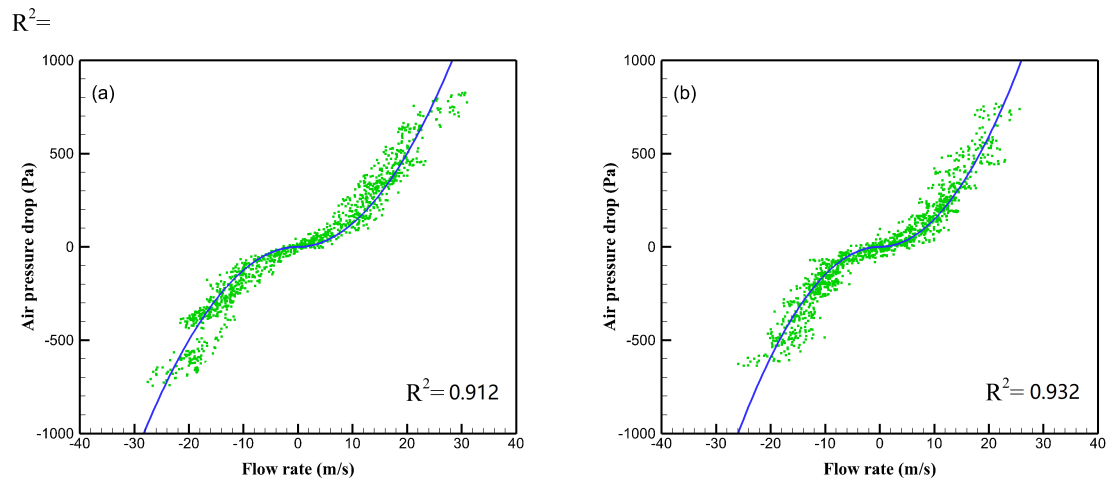 R²=
(a)
1000
500
0
-500
-1000
Air pressure drop (Pa)
-40 -30 -20 -10 0 10 20 30 40
Flow rate (m/s)
R²= 0.912
(b)
1000
500
0
-500
-1000
Air pressure drop (Pa)
-40 -30 -20 -10 0 10 20 30 40
Flow rate (m/s)
R²= 0.932